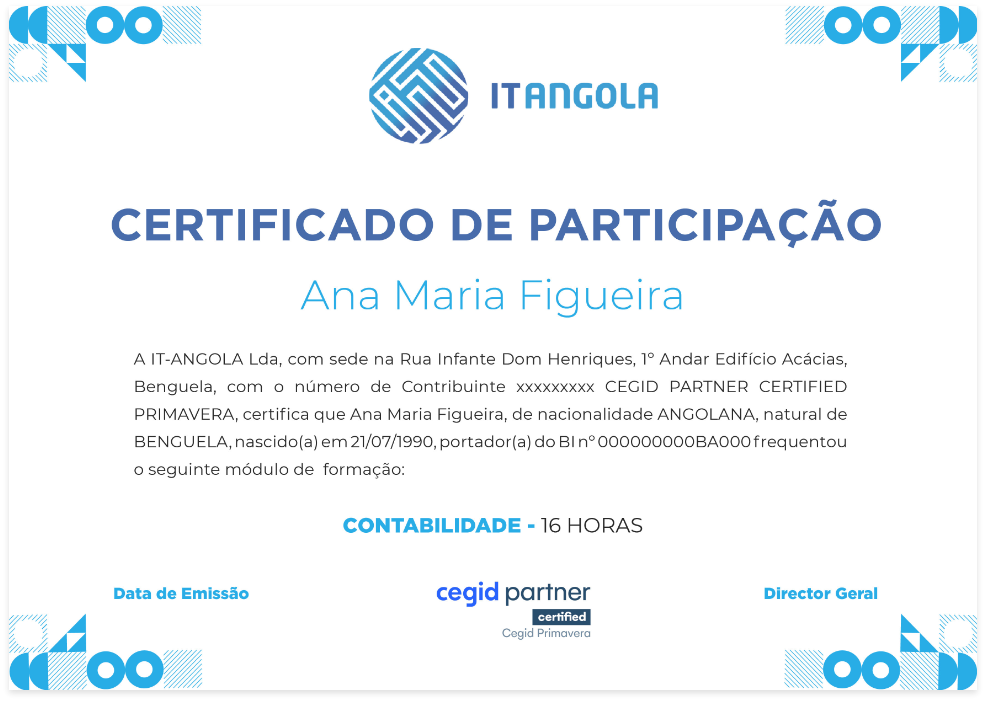 ITANGOLA
CERTIFICADO DE PARTICIPAÇÃO
Ana Maria Figueira
A IT-ANGOLA Lda, com sede na Rua Infante Dom Henriques, 1º Andar Edifício Acácias,
Benguela, com o número de Contribuinte xxxxxxxxx CEGID PARTNER CERTIFIED
PRIMAVERA, certifica que Ana Maria Figueira, de nacionalidade ANGOLANA, natural de
BENGUELA, nascido(a) em 21/07/1990, portador(a) do BI nº 000000000BA000 frequentou
o seguinte módulo de formação:
CONTABILIDADE - 16 HORAS
Data de Emissão
cegid partner
certified
Cegid Primavera
Director Geral